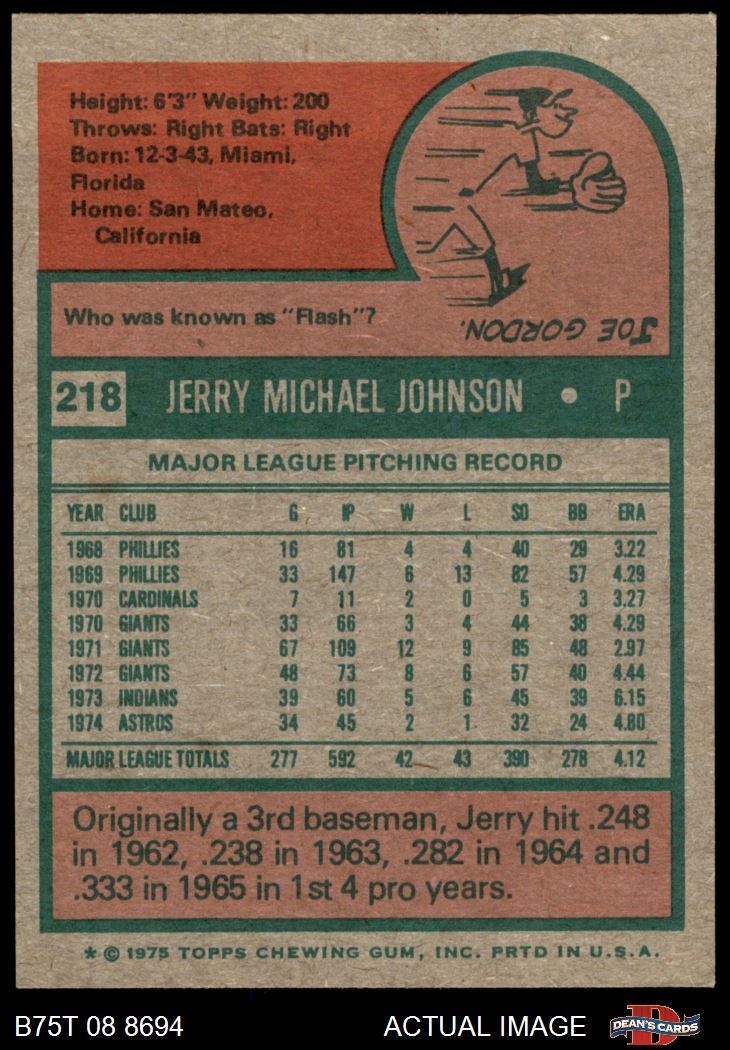 Height: 6'3" Weight: 200
Throws: Right Bats: Right
Born: 12-3-43, Miami,
Florida
Home: San Mateo,
California
Who was known as "Flash"?
JOE GORDON.
218 JERRY MICHAEL JOHNSON • P
MAJOR LEAGUE PITCHING RECORD
YEAR CLUB G IP W L SO BB ERA
1968 PHILLIES 16 81 4 4 40 29 3.22
1969 PHILLIES 33 147 6 13 82 57 4.29
1970 CARDINALS 7 11 2 0 5 3 3.27
1970 GIANTS 33 66 3 4 44 38 4.29
1971 GIANTS 67 109 12 9 85 48 2.97
1972 GIANTS 48 73 8 6 57 40 4.44
1973 INDIANS 39 60 5 6 45 39 6.15
1974 ASTROS 34 45 2 1 32 24 4.80
MAJOR LEAGUE TOTALS 277 592 42 43 390 278 4.12
Originally a 3rd baseman, Jerry hit .248
in 1962, .238 in 1963, .282 in 1964 and
.333 in 1965 in 1st 4 pro years.
* © 1975 TOPPS CHEWING GUM, INC. PRTD IN U.S.A.
B75T 08 8694 ACTUAL IMAGE
D
DEAN'S CARDS